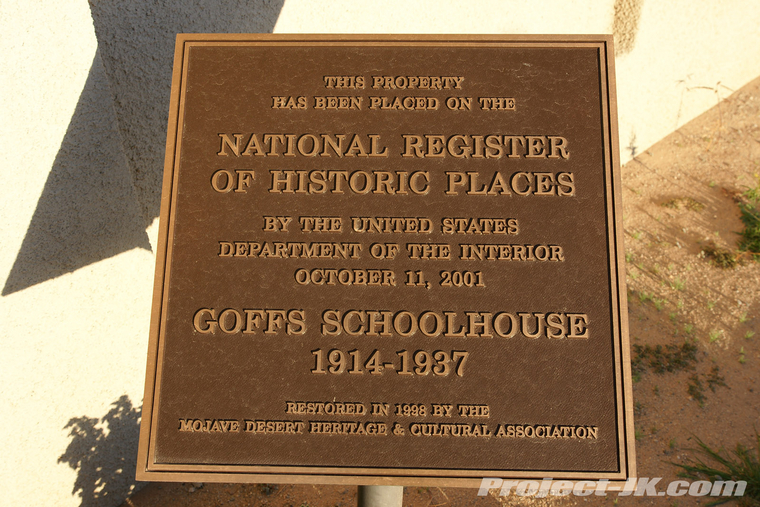 THIS PROPERTY
HAS BEEN PLACED ON THE
NATIONAL REGISTER
OF HISTORIC PLACES
BY THE UNITED STATES
DEPARTMENT OF THE INTERIOR
OCTOBER 11, 2001
GOFFS SCHOOLHOUSE
1914-1937
RESTORED IN 1998 BY THE
MOJAVE DESERT HERITAGE & CULTURAL ASSOCIATION
Project-JK.com